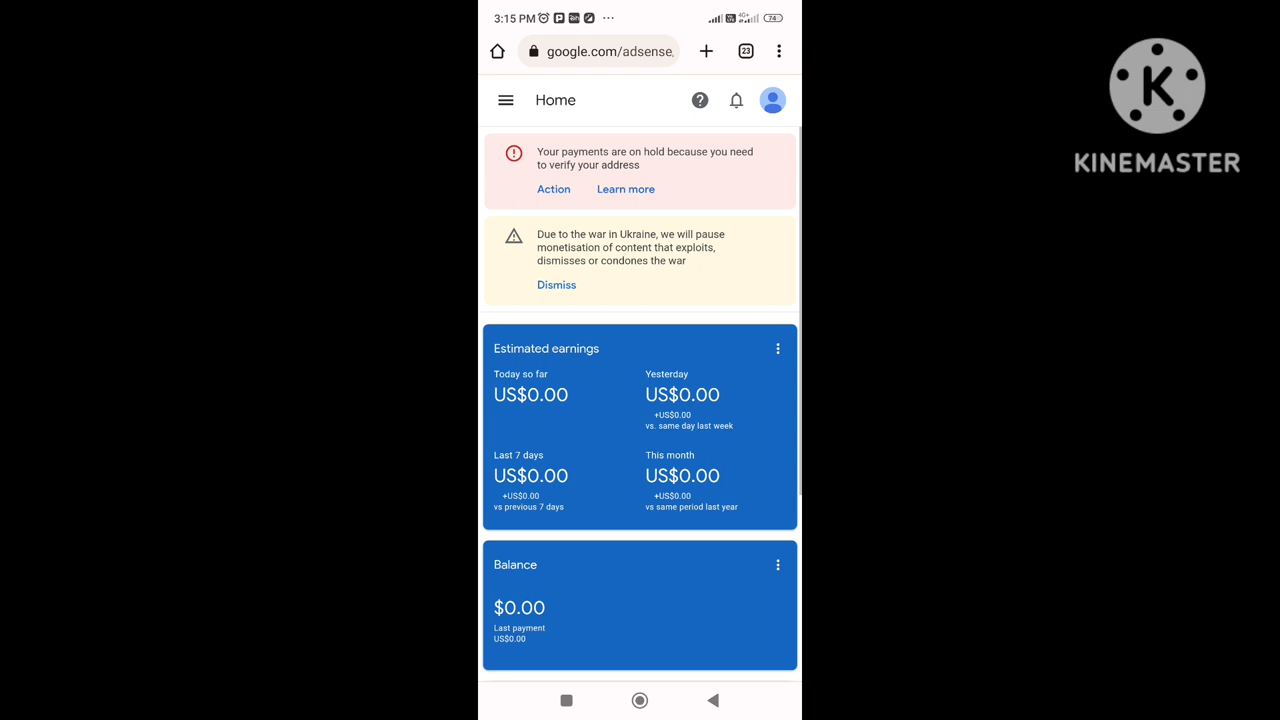 3:15 PM
4G+
74
google.com/adsense
23
Home
Your payments are on hold because you need
to verify your address
Action Learn more
Due to the war in Ukraine, we will pause
monetisation of content that exploits,
dismisses or condones the war
Dismiss
Estimated earnings
Today so far Yesterday
US$0.00 US$0.00
+US$0.00
vs. same day last week
Last 7 days This month
US$0.00 US$0.00
+US$0.00 +US$0.00
vs previous 7 days vs same period last year
Balance
$0.00
Last payment
US$0.00
K
KINEMASTER